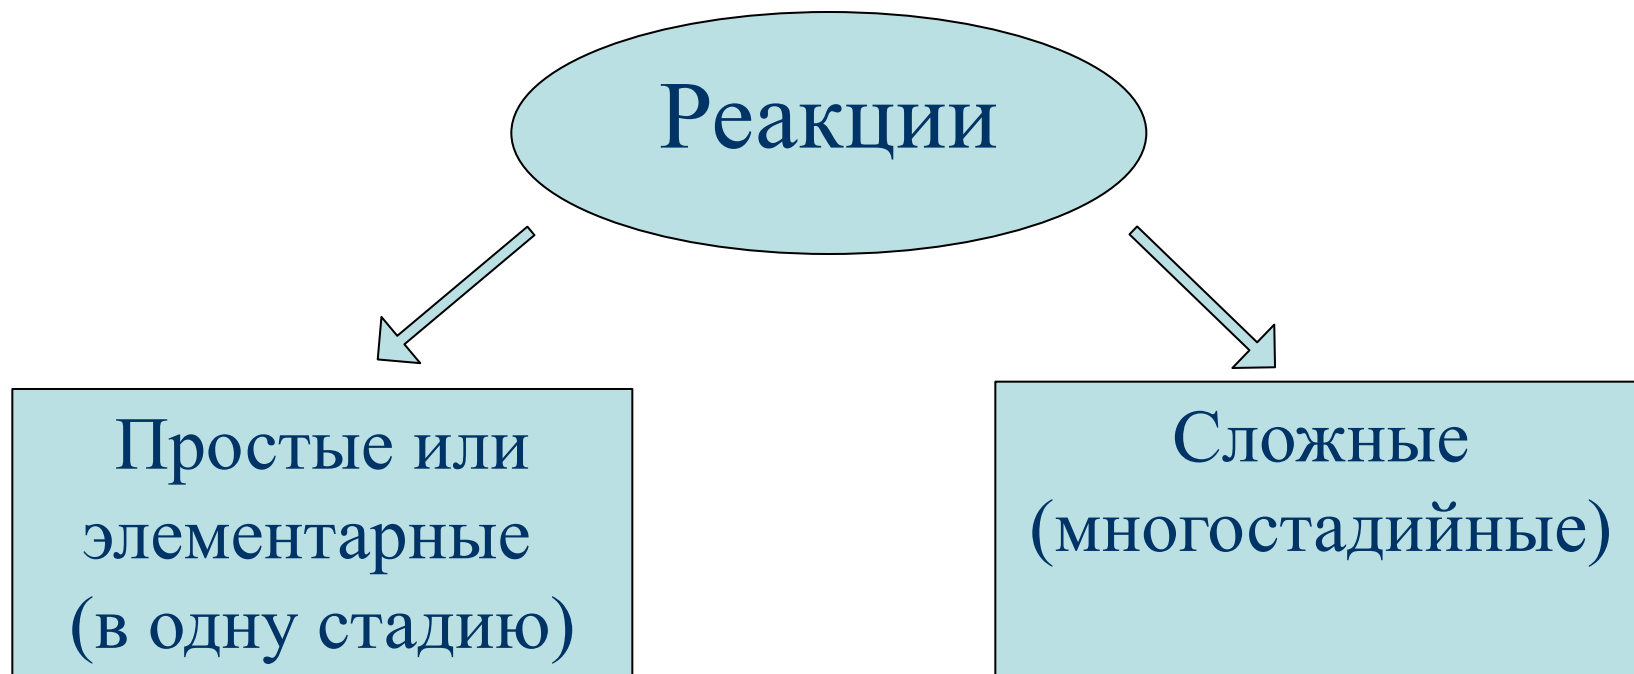 Реакции
Простые или
элементарные
(в одну стадию)
Сложные
(многостадийные)